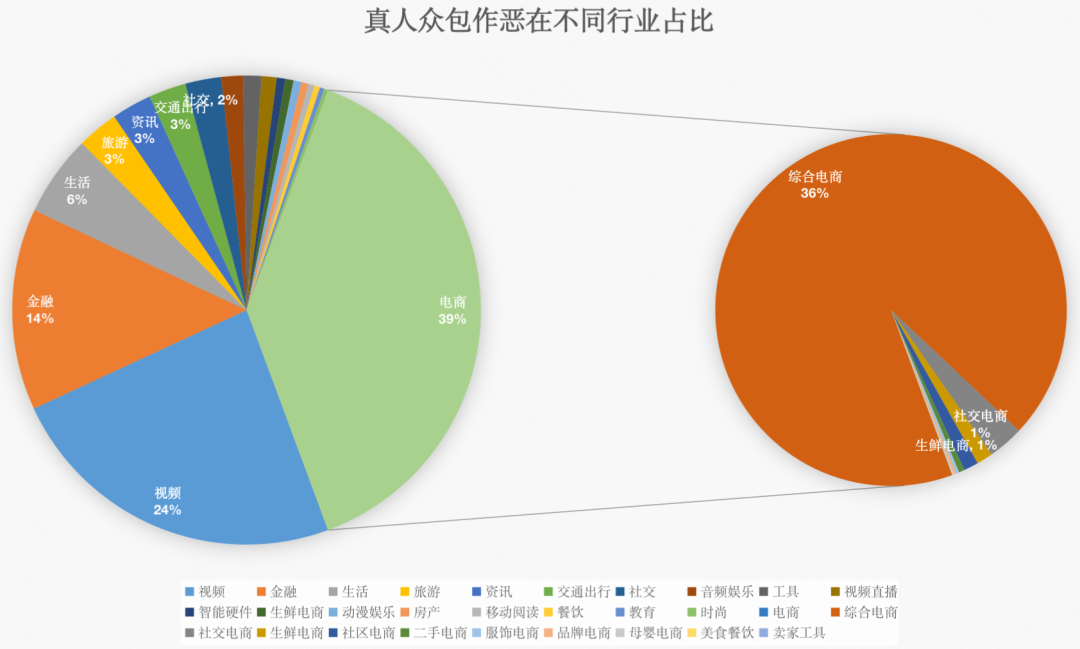 真人众包作恶在不同行业占比
社交, 2%
交通出行
3%
资讯
3%
旅游
3%
生活
6%
金融
14%
视频
24%
电商
39%
综合电商
36%
社交电商
1%
生鲜电商, 1%
视频 金融 生活 旅游 资讯 交通出行 社交 音频娱乐 工具 视频直播
智能硬件 生鲜电商 动漫娱乐 房产 移动阅读 餐饮 教育 时尚 电商 综合电商
社交电商 生鲜电商 社区电商 二手电商 服饰电商 品牌电商 母婴电商 美食餐饮 卖家工具